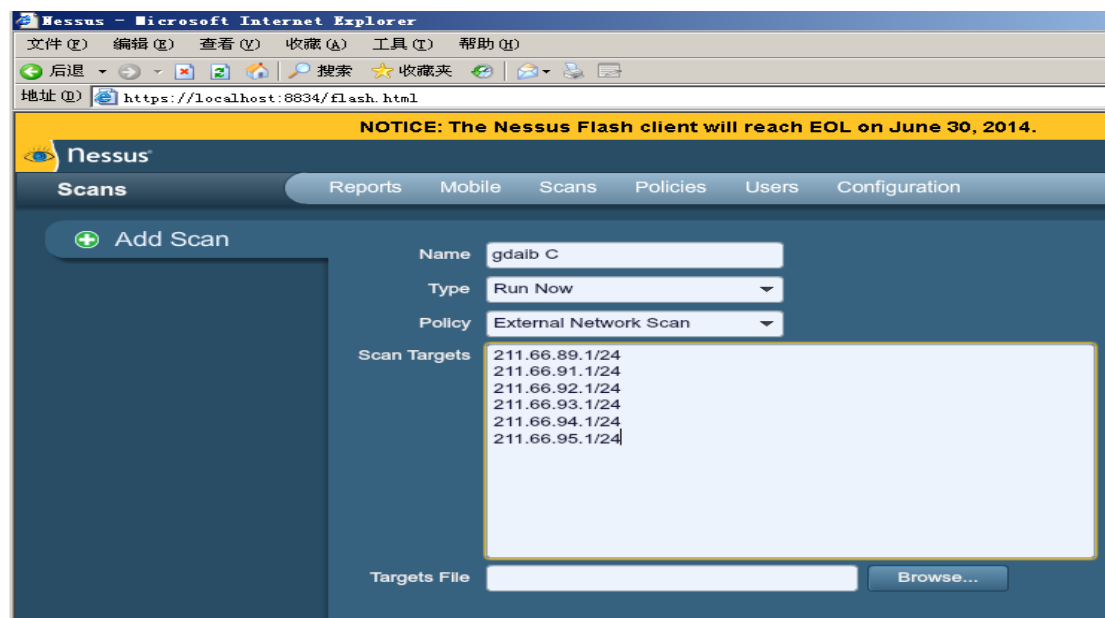 Nessus - Microsoft Internet Explorer
文件(F) 编辑(E) 查看(V) 收藏(A) 工具(T) 帮助(H)
后退 搜索 收藏夹
地址(D) https://localhost:8834/flash.html
NOTICE: The Nessus Flash client will reach EOL on June 30, 2014.
Nessus
Scans Reports Mobile Scans Policies Users Configuration
Add Scan
Name gdaib C
Type Run Now
Policy External Network Scan
Scan Targets 211.66.89.1/24
211.66.91.1/24
211.66.92.1/24
211.66.93.1/24
211.66.94.1/24
211.66.95.1/24
Targets File Browse...